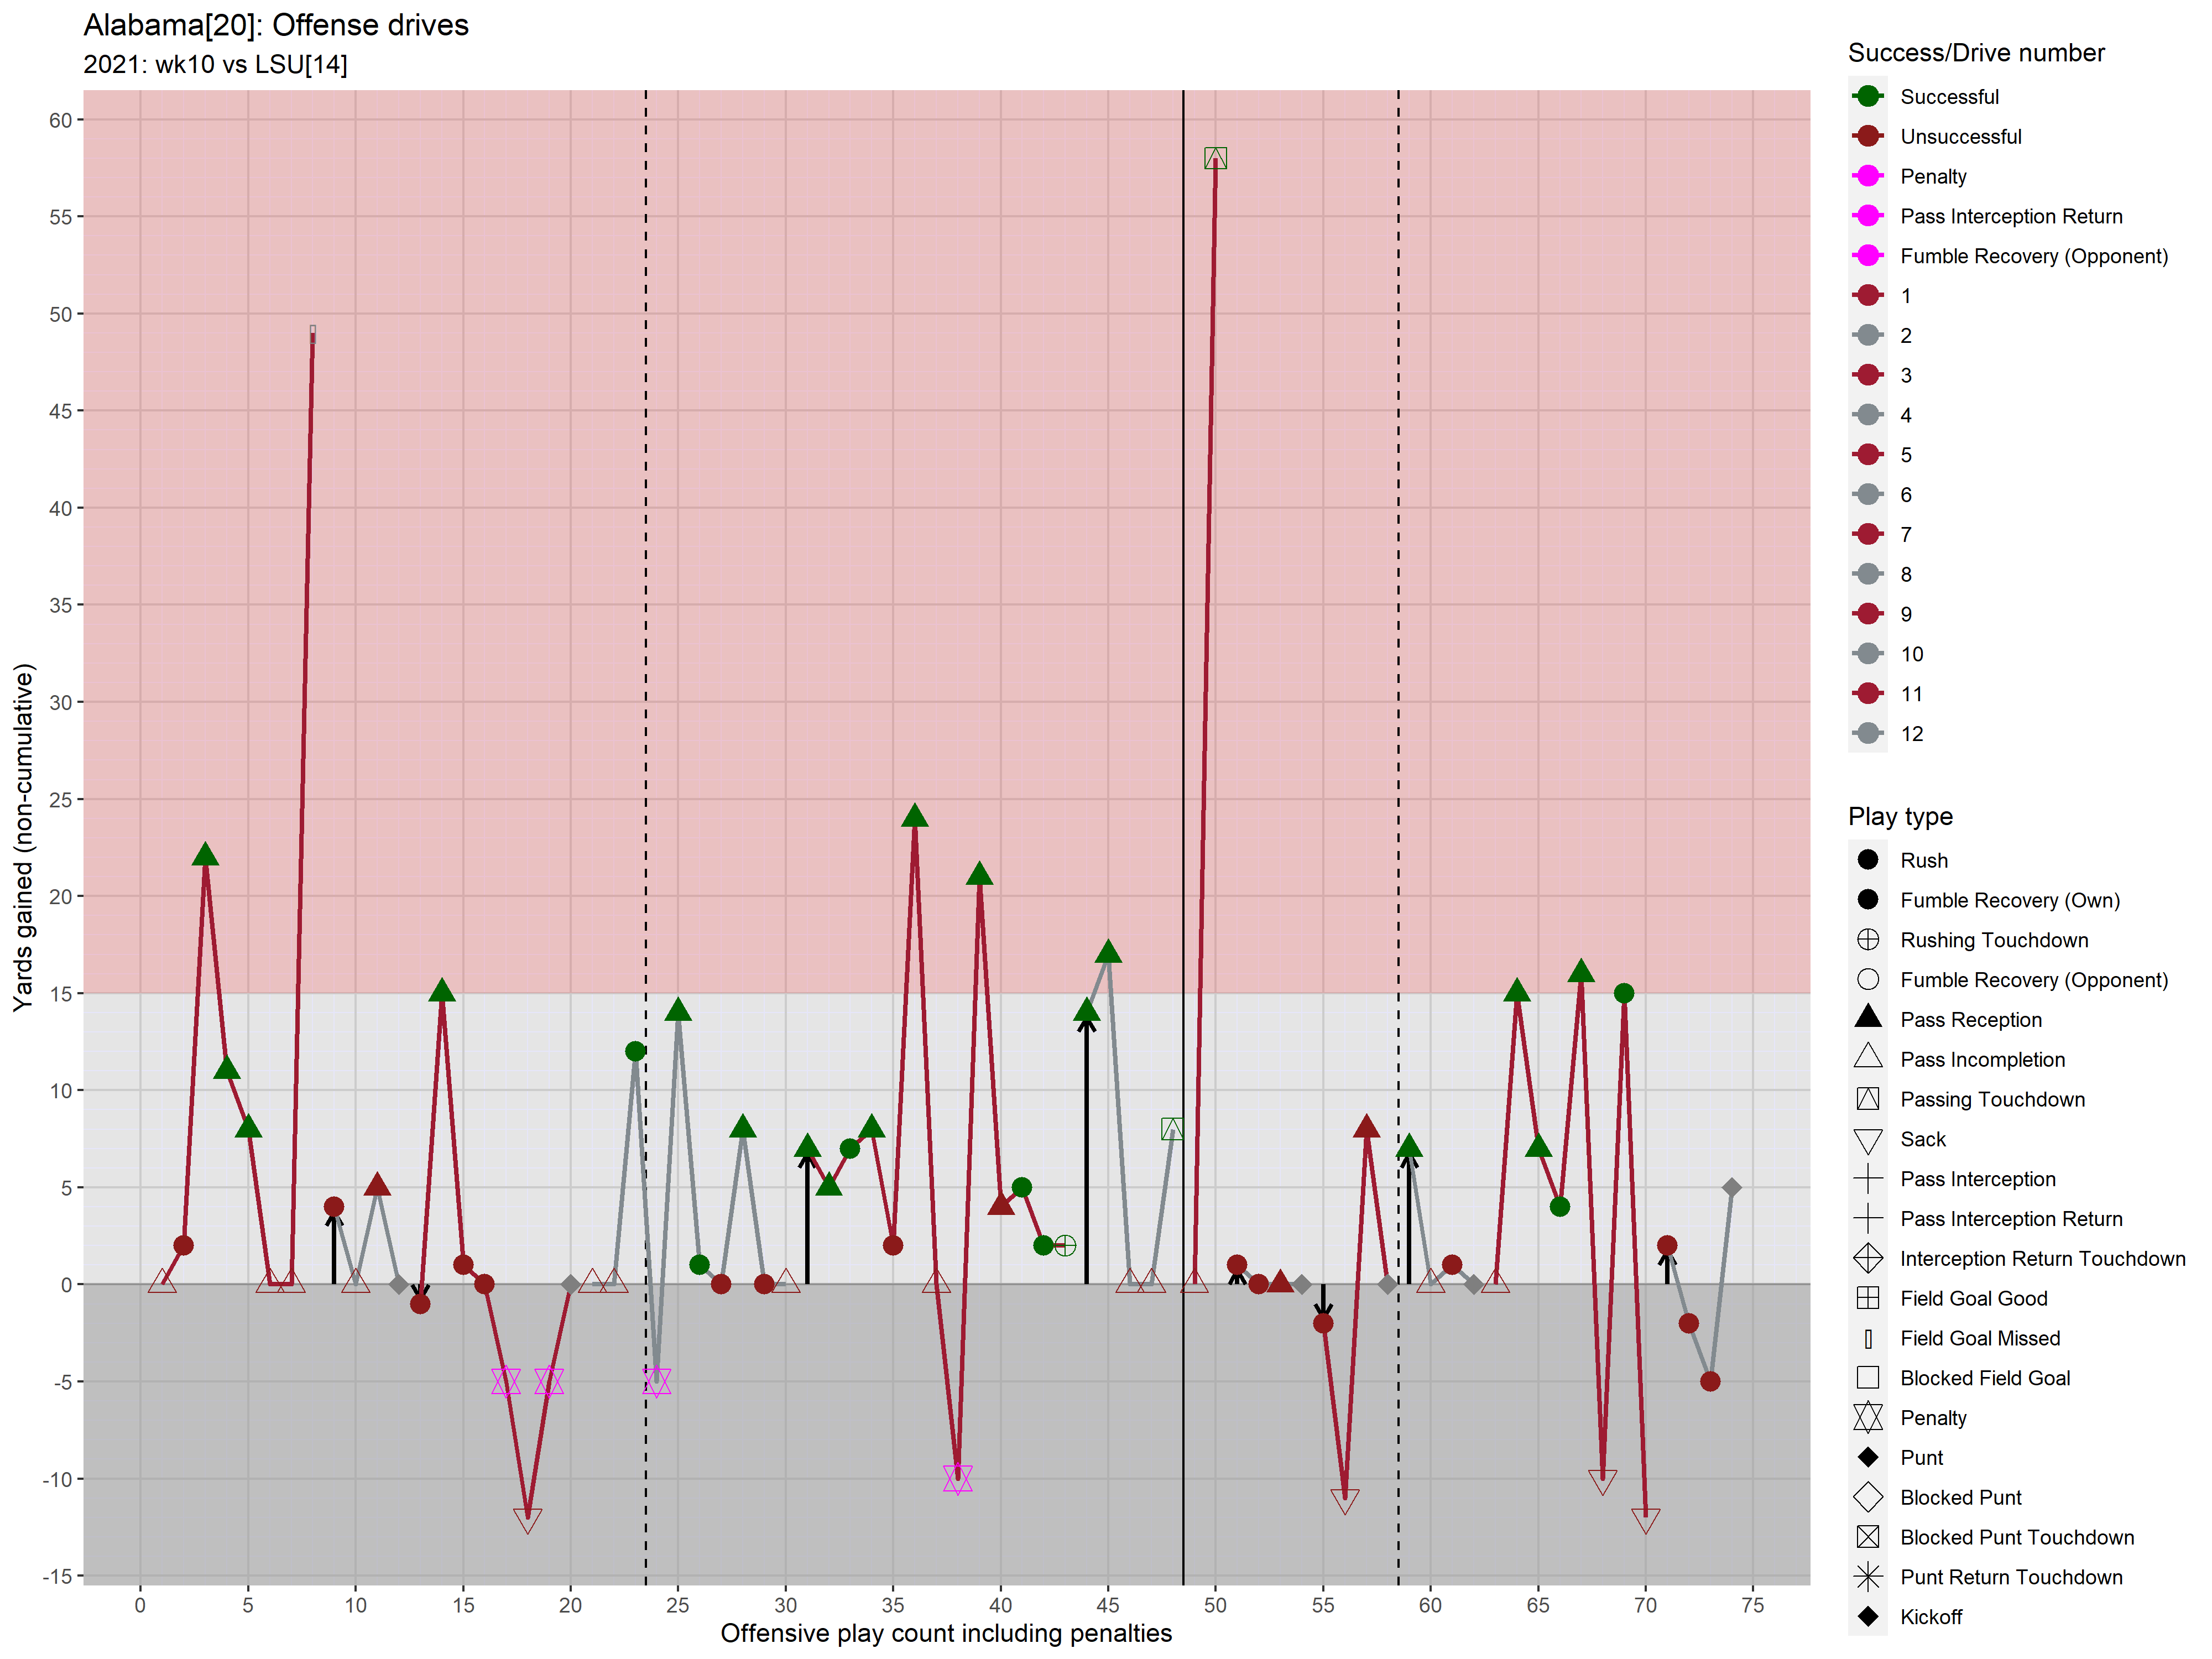 Alabama[20]: Offense drives
2021: wk10 vs LSU[14]
Yards gained (non-cumulative)
60
55
50
45
40
35
30
25
20
15
10
5
0
-5
-10
-15
0 5 10 15 20 25 30 35 40 45 50 55 60 65 70 75
Offensive play count including penalties
Success/Drive number
Successful
Unsuccessful
Penalty
Pass Interception Return
Fumble Recovery (Opponent)
1
2
3
4
5
6
7
8
9
10
11
12
Play type
Rush
Fumble Recovery (Own)
Rushing Touchdown
Fumble Recovery (Opponent)
Pass Reception
Pass Incompletion
Passing Touchdown
Sack
Pass Interception
Pass Interception Return
Interception Return Touchdown
Field Goal Good
Field Goal Missed
Blocked Field Goal
Penalty
Punt
Blocked Punt
Blocked Punt Touchdown
Punt Return Touchdown
Kickoff